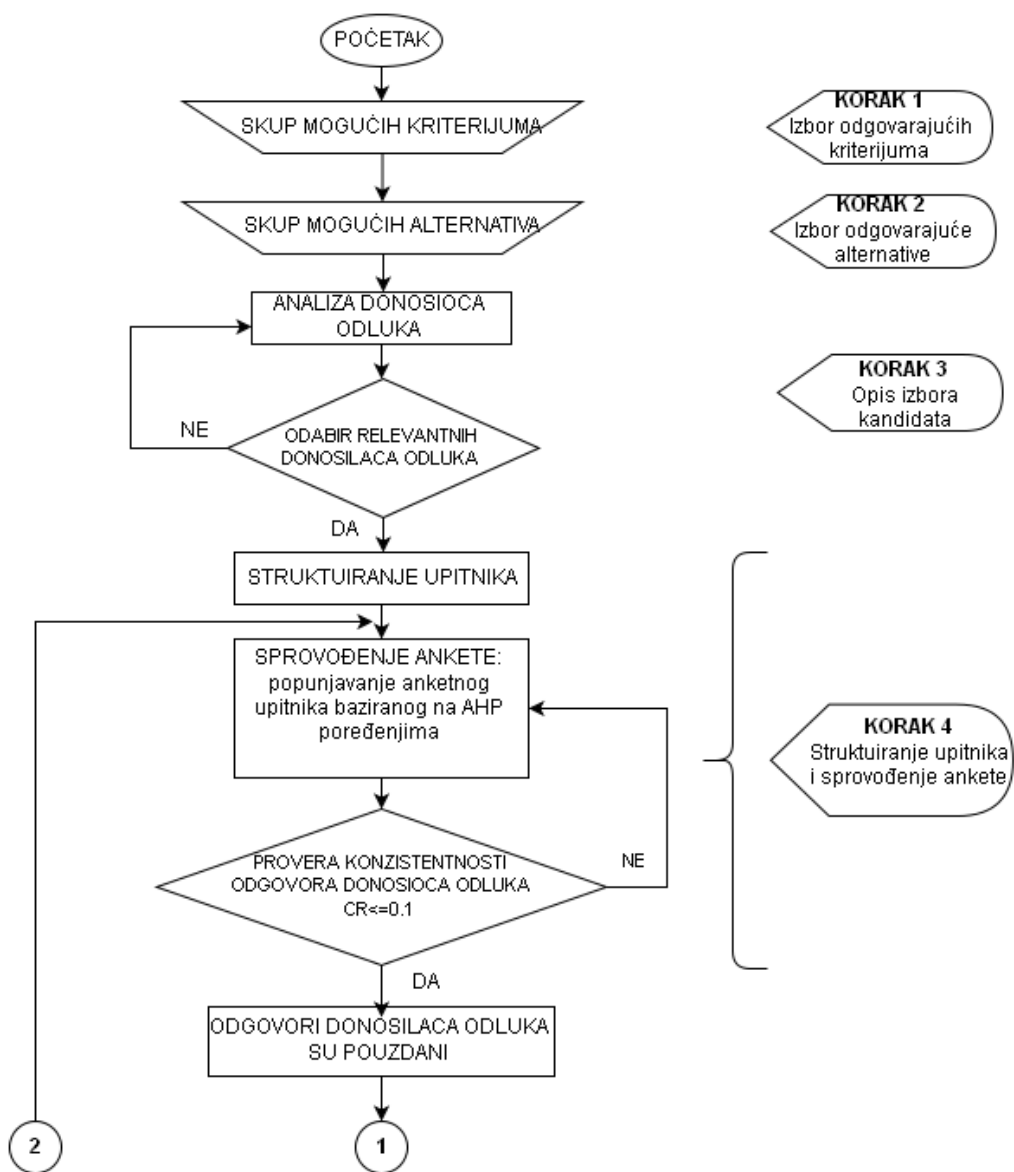 POĆETAK
SKUP MOGUĆIH KRITERIJUMA
KORAK 1
Izbor odgovarajućih
kriterijuma
SKUP MOGUĆIH ALTERNATIVA
KORAK 2
Izbor odgovarajuće
alternative
ANALIZA DONOSIOCA
ODLUKA
KORAK 3
Opis izbora
kandidata
NE
ODABIR RELEVANTNIH
DONOSILACA ODLUKA
DA
STRUKTUIRANJE UPITNIKA
SPROVOĐENJE ANKETE:
popunjavanje anketnog
upitnika baziranog na AHP
poređenjima
KORAK 4
Struktuiranje upitnika
i sprovođenje ankete
PROVERA KONZISTENTNOSTI
ODGOVORA DONOSIOCA ODLUKA
CR<=0.1
NE
DA
ODGOVORI DONOSILACA ODLUKA
SU POUZDANI
2
1